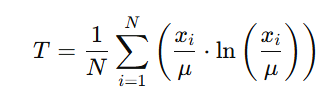 T = \frac{1}{N} \sum_{i=1}^{N} \left( \frac{x_i}{\mu} \cdot \ln \left( \frac{x_i}{\mu} \right) \right)